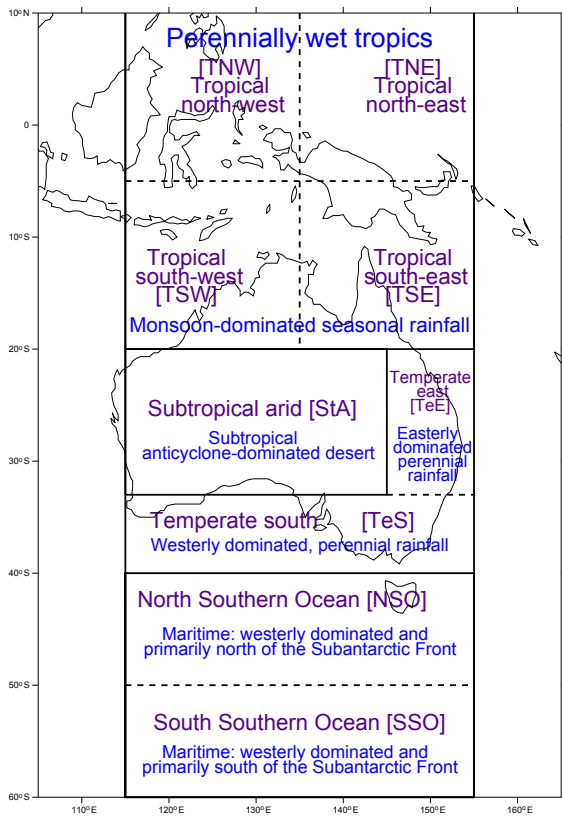 10°N
Perennially wet tropics
[TNW]
Tropical
north-west
[TNE]
Tropical
north-east
0
10°S
Tropical
south-west
[TSW]
Tropical
south-east
[TSE]
Monsoon-dominated seasonal rainfall
20°S
Subtropical arid [StA]
Subtropical
anticyclone-dominated desert
Temperate
east
[TeE]
Easterly
dominated
perennial
rainfall
30°S
Temperate south [TeS]
Westerly dominated, perennial rainfall
40°S
North Southern Ocean [NSO]
Maritime: westerly dominated and
primarily north of the Subantarctic Front
50°S
South Southern Ocean [SSO]
Maritime: westerly dominated and
primarily south of the Subantarctic Front
60°S
110°E 120°E 130°E 140°E 150°E 160°E